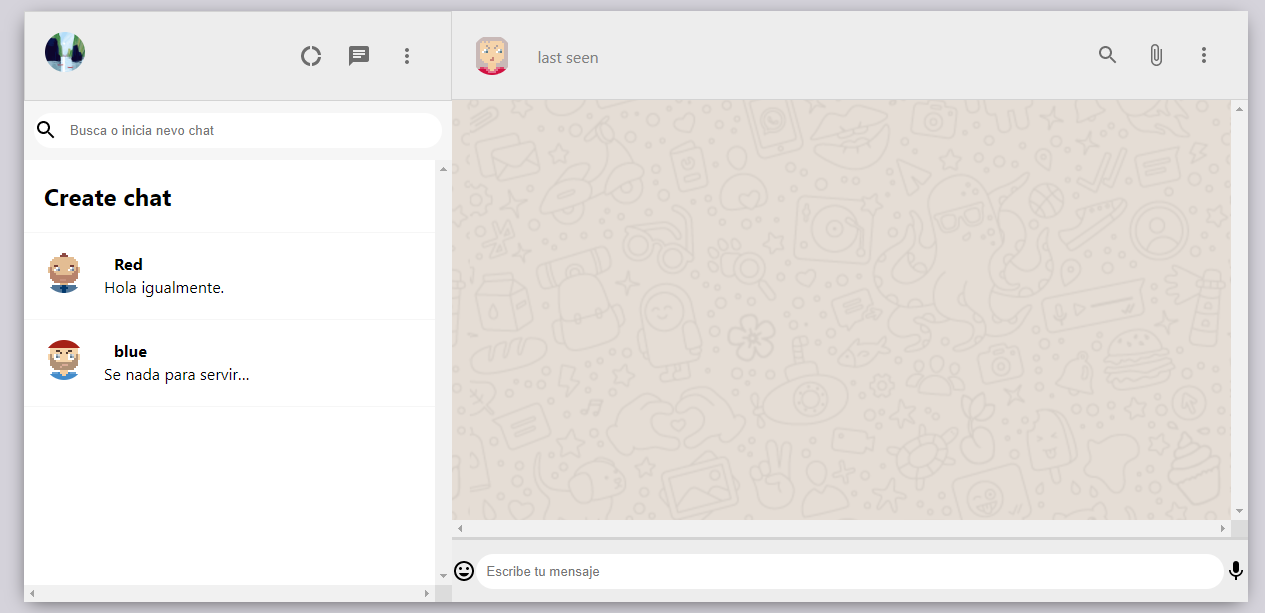 last seen
Busca o inicia nevo chat
Create chat
Red
Hola igualmente.
blue
Se nada para servir...
Escribe tu mensaje